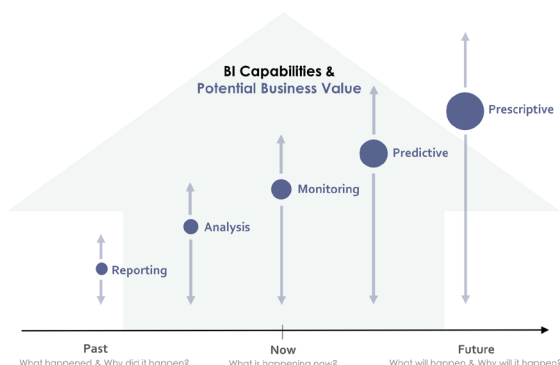 BI Capabilities &
Potential Business Value
Prescriptive
Predictive
Monitoring
Analysis
Reporting
Past
Now
Future
What happened & Why did it happen?
What is happening now?
What will happen & Why will it happen?